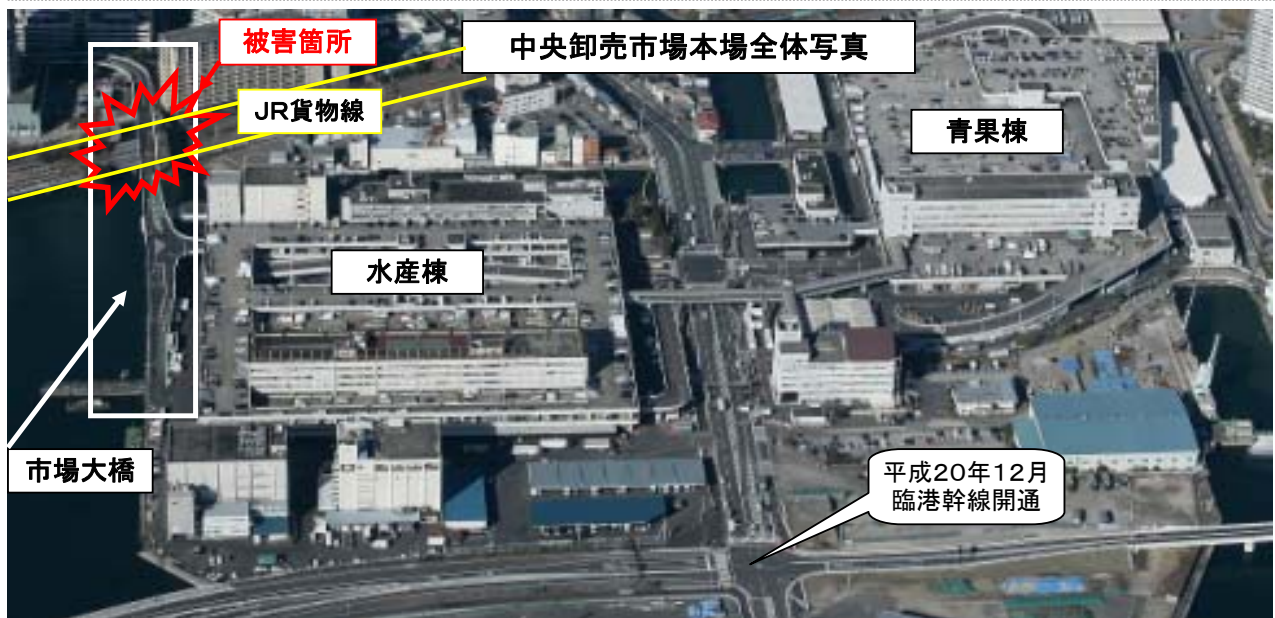 被害箇所
中央卸売市場本場全体写真
JR貨物線
青果棟
水産棟
市場大橋
平成20年12月
臨港幹線開通